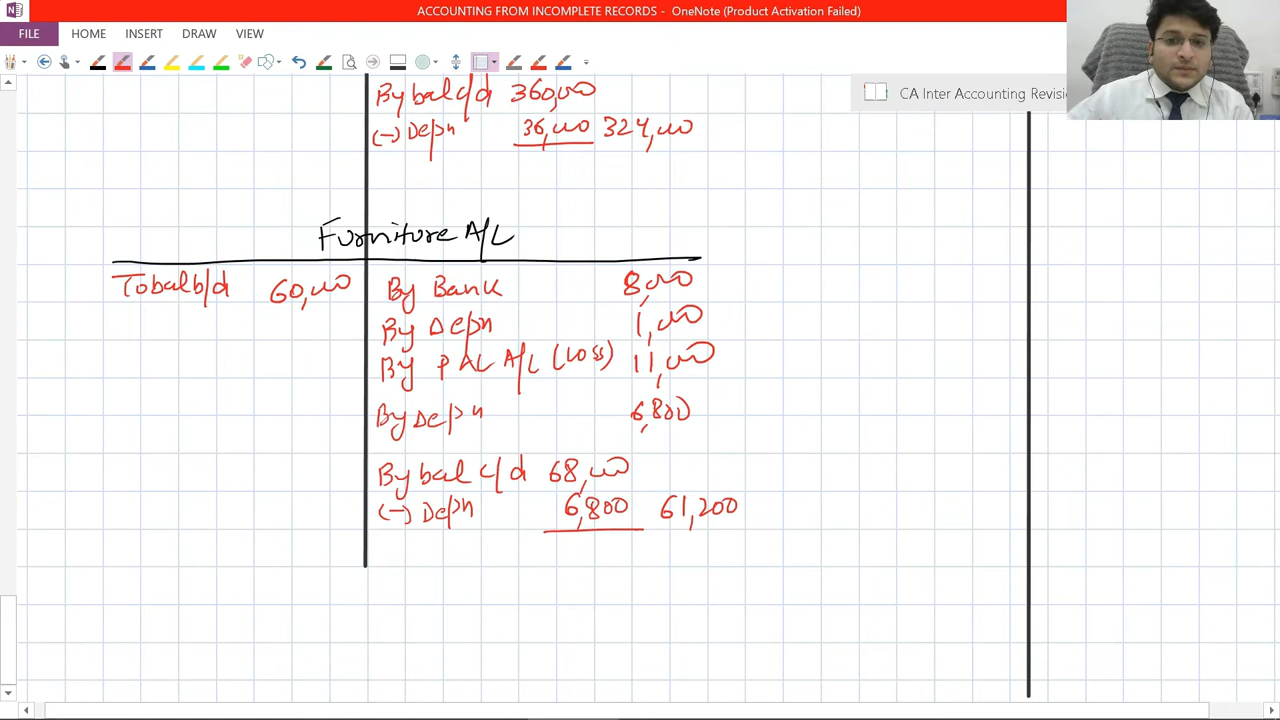 ACCOUNTING FROM INCOMPLETE RECORDS - OneNote (Product Activation Failed)
FILE HOME INSERT DRAW VIEW
CA Inter Accounting Revisi
By bal c/d 360,000
(-) Depn 36,000 324,000
Furniture A/c
To bal b/d 60,000 By Bank 8,000
By Depn 1,000
By P&L A/c (Loss) 11,000
By Depn 6,800
By bal c/d 68,000
(-) Depn 6,800 61,200